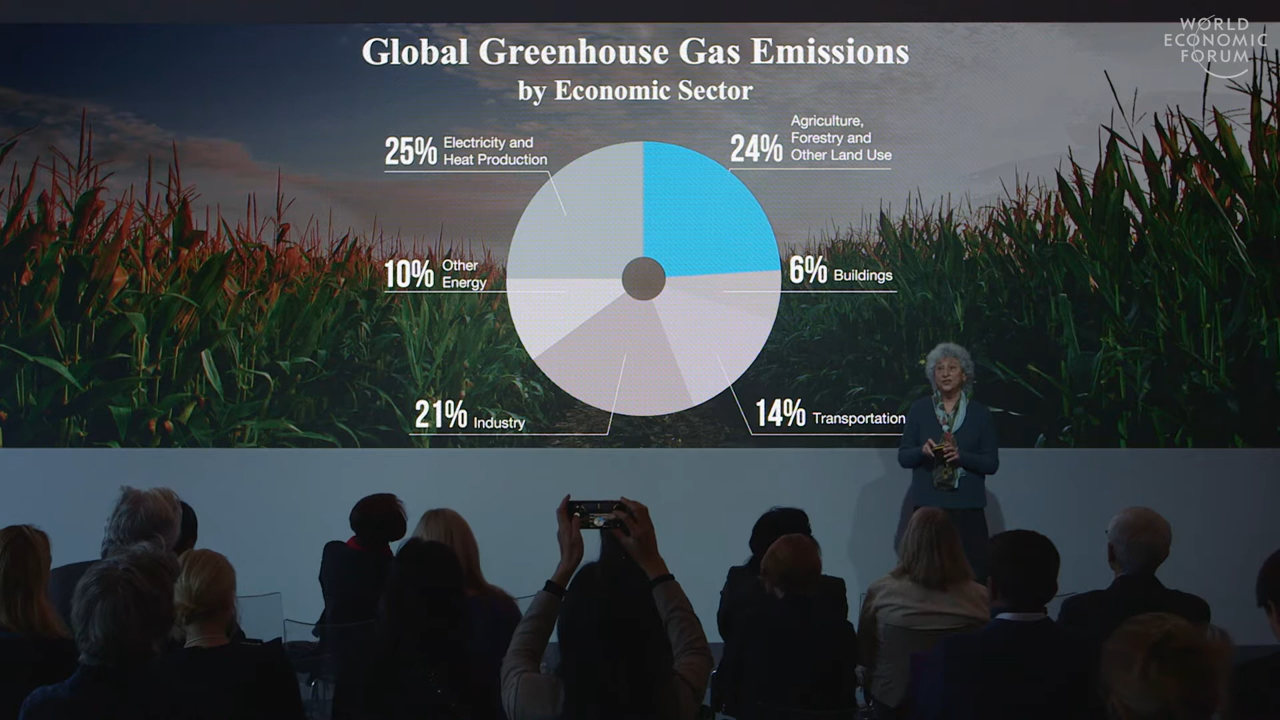 WORLD
ECONOMIC
FORUM
Global Greenhouse Gas Emissions
by Economic Sector
25% Electricity and
Heat Production
24% Agriculture,
Forestry and
Other Land Use
10% Other
Energy
6% Buildings
21% Industry
14% Transportation